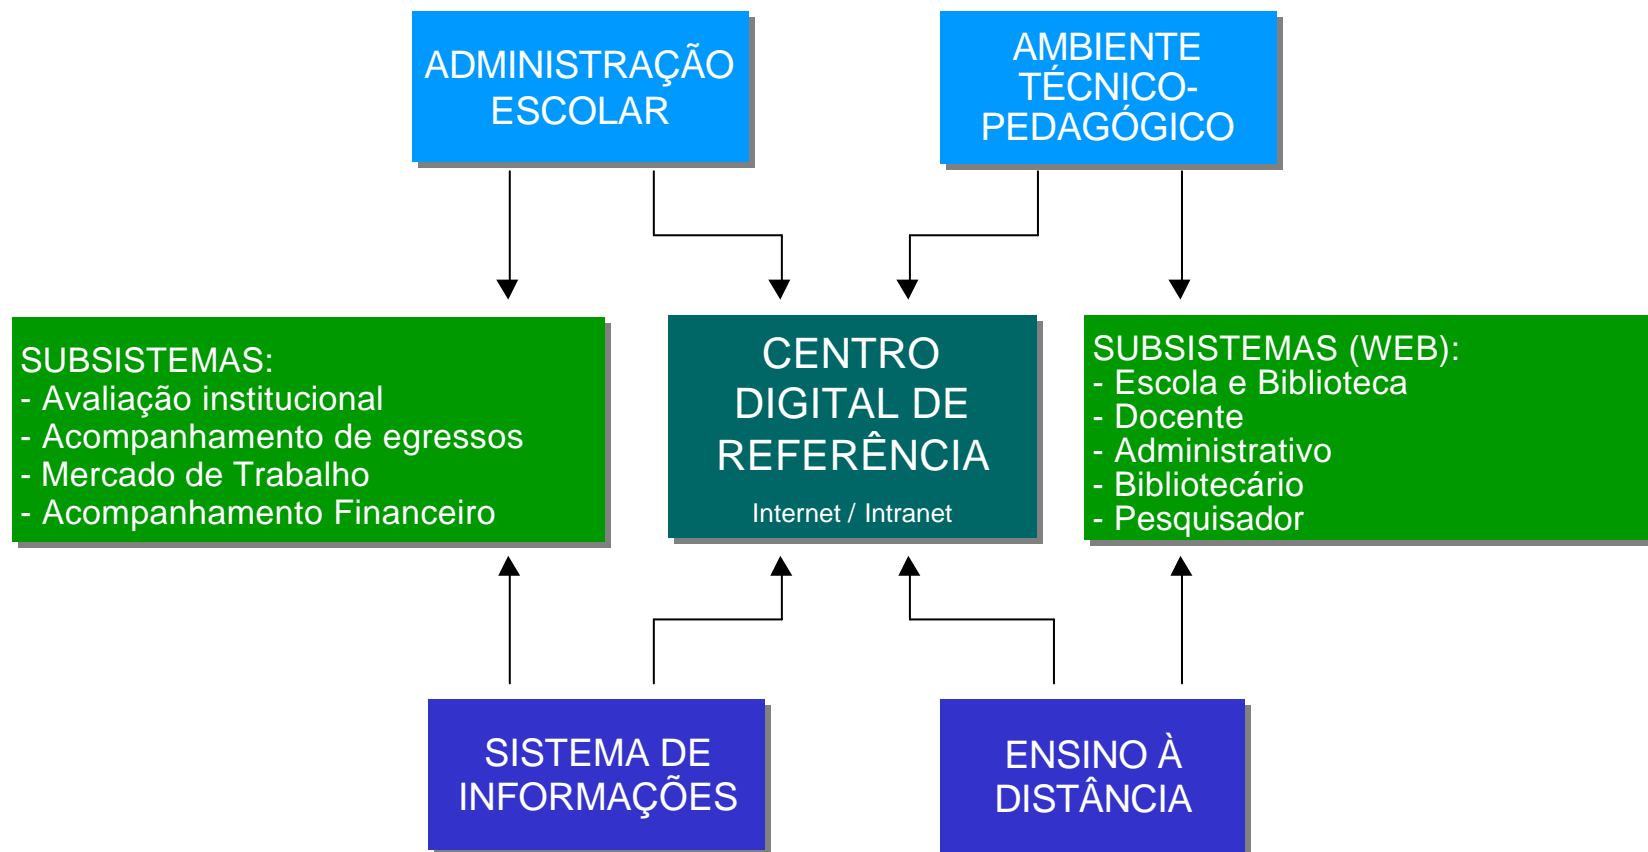 ADMINISTRAÇÃO
ESCOLAR
AMBIENTE
TÉCNICO-
PEDAGÓGICO
SUBSISTEMAS:
- Avaliação institucional
- Acompanhamento de egressos
- Mercado de Trabalho
- Acompanhamento Financeiro
CENTRO
DIGITAL DE
REFERÊNCIA
Internet / Intranet
SUBSISTEMAS (WEB):
- Escola e Biblioteca
- Docente
- Administrativo
- Bibliotecário
- Pesquisador
SISTEMA DE
INFORMAÇÕES
ENSINO À
DISTÂNCIA